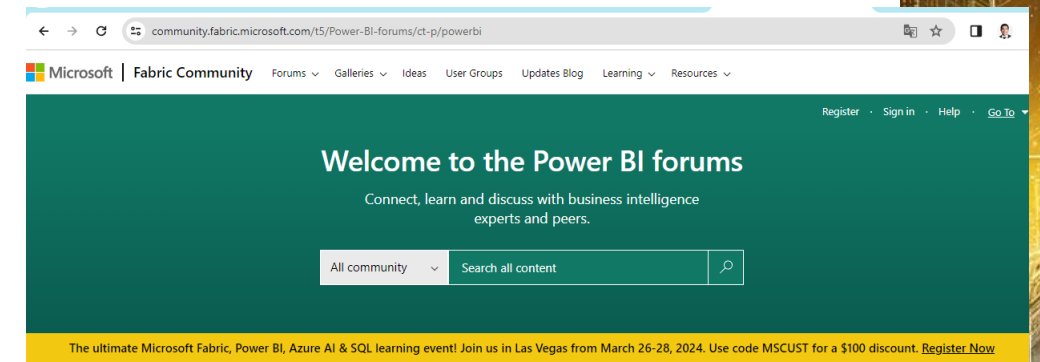 community.fabric.microsoft.com/t5/Power-BI-forums/ct-p/powerbi
Microsoft | Fabric Community Forums Galleries Ideas User Groups Updates Blog Learning Resources
Register · Sign in · Help · Go To
Welcome to the Power BI forums
Connect, learn and discuss with business intelligence
experts and peers.
All community Search all content
The ultimate Microsoft Fabric, Power BI, Azure AI & SQL learning event! Join us in Las Vegas from March 26-28, 2024. Use code MSCUST for a $100 discount. Register Now